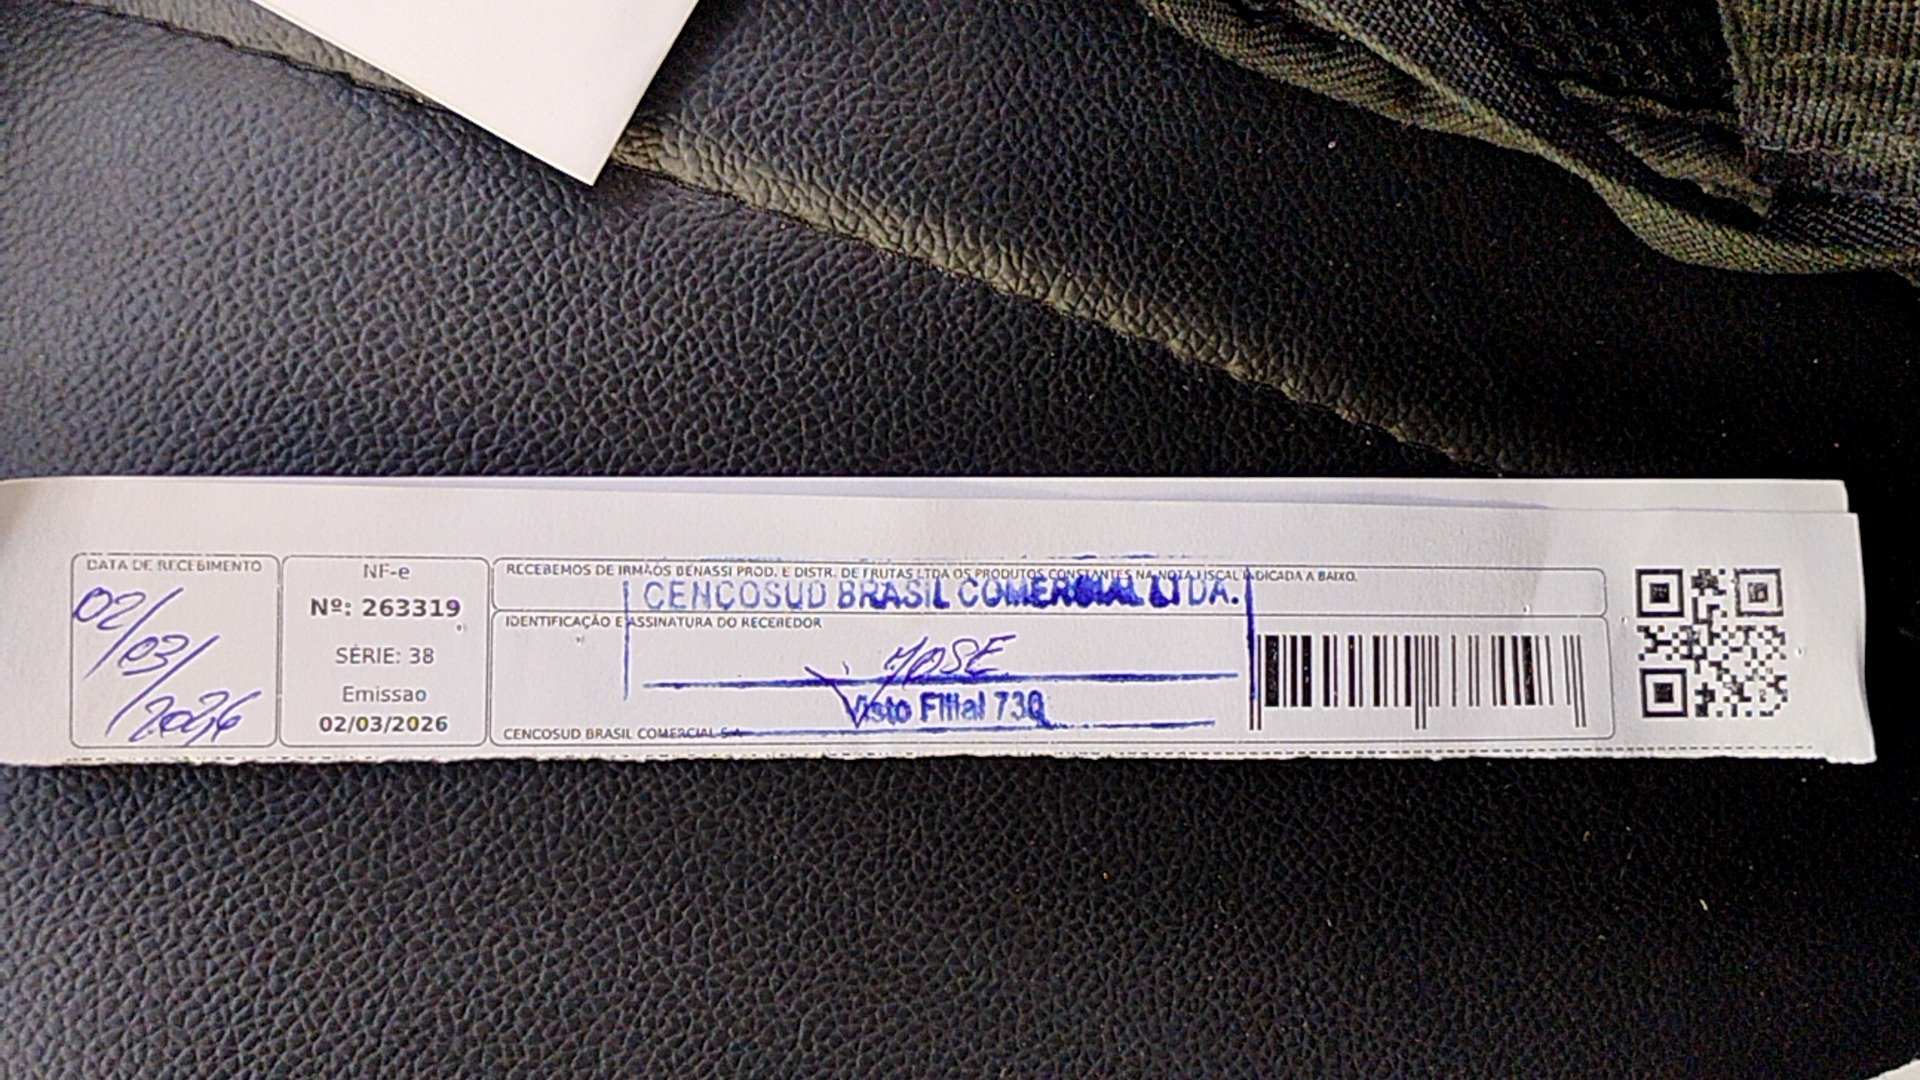 DATA DE RECEBIMENTO
02/03/2026
NF-e
Nº: 263319
SÉRIE: 38
Emissao
02/03/2026
RECEBEMOS DE IRMÃOS BENASSI PROD. E DISTR. DE FRUTAS LTDA OS PRODUTOS CONSTANTES NA NOTA FISCAL INDICADA A BAIXO.
CENCOSUD BRASIL COMERCIAL LTDA.
IDENTIFICAÇÃO E ASSINATURA DO RECEBEDOR
JOSE
Visto Filial 730
CENCOSUD BRASIL COMERCIAL S.A.